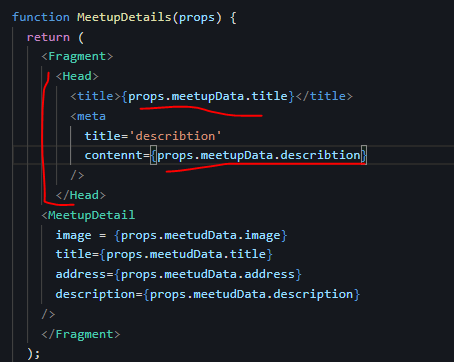 function MeetupDetails(props) {
return (
<Fragment>
<Head>
<title>{props.meetupData.title}</title>
<meta
title='describtion'
contennt={props.meetupData.describtion}
/>
</Head>
<MeetupDetail
image = {props.meetudData.image}
title={props.meetudData.title}
address={props.meetudData.address}
description={props.meetudData.description}
/>
</Fragment>
);